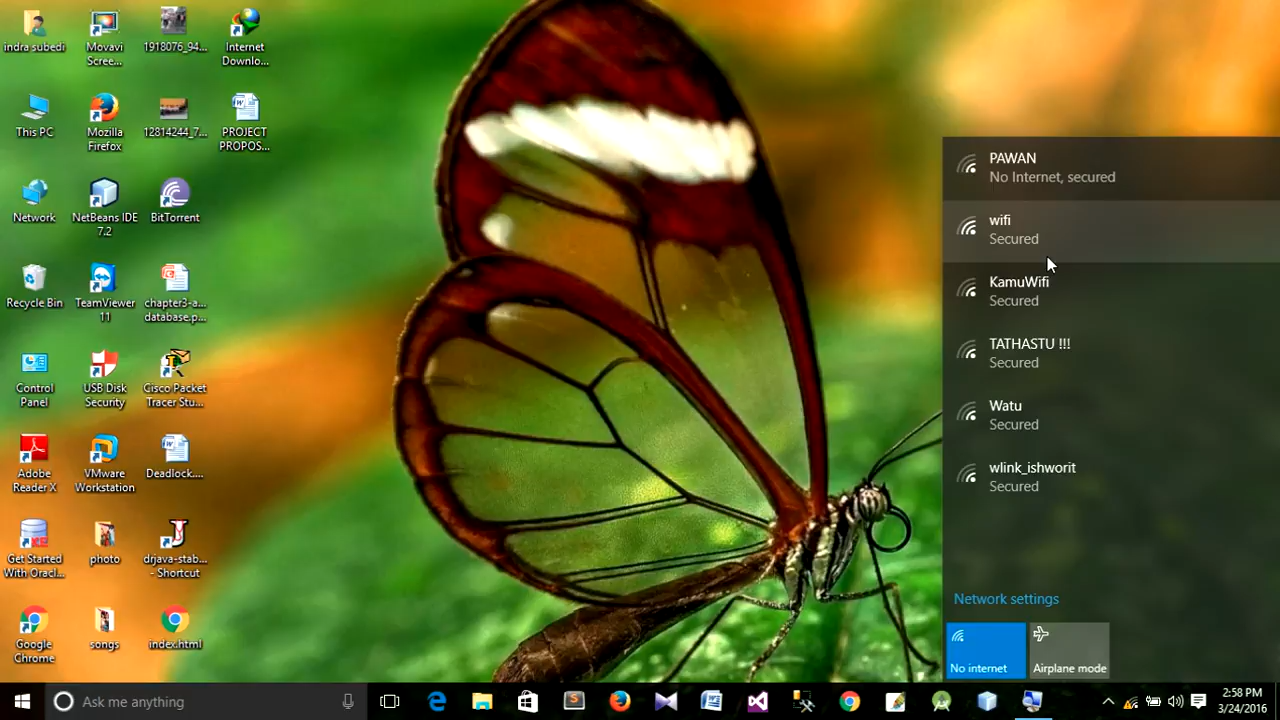 indra subedi
Movavi
Scree...
1918076_94...
Internet
Downlo...
This PC
Mozilla
Firefox
12814244_7...
PROJECT
PROPOS...
Network
NetBeans IDE
7.2
BitTorrent
Recycle Bin
TeamViewer
11
chapter3-a...
database.p...
Control
Panel
USB Disk
Security
Cisco Packet
Tracer Stu...
Adobe
Reader X
VMware
Workstation
Deadlock....
Get Started
With Oracl...
photo
drjava-stab...
- Shortcut
Google
Chrome
songs
index.html
PAWAN
No Internet, secured
wifi
Secured
KamuWifi
Secured
TATHASTU !!!
Secured
Watu
Secured
wlink_ishworit
Secured
Network settings
No internet
Airplane mode
Ask me anything
2:58 PM
3/24/2016